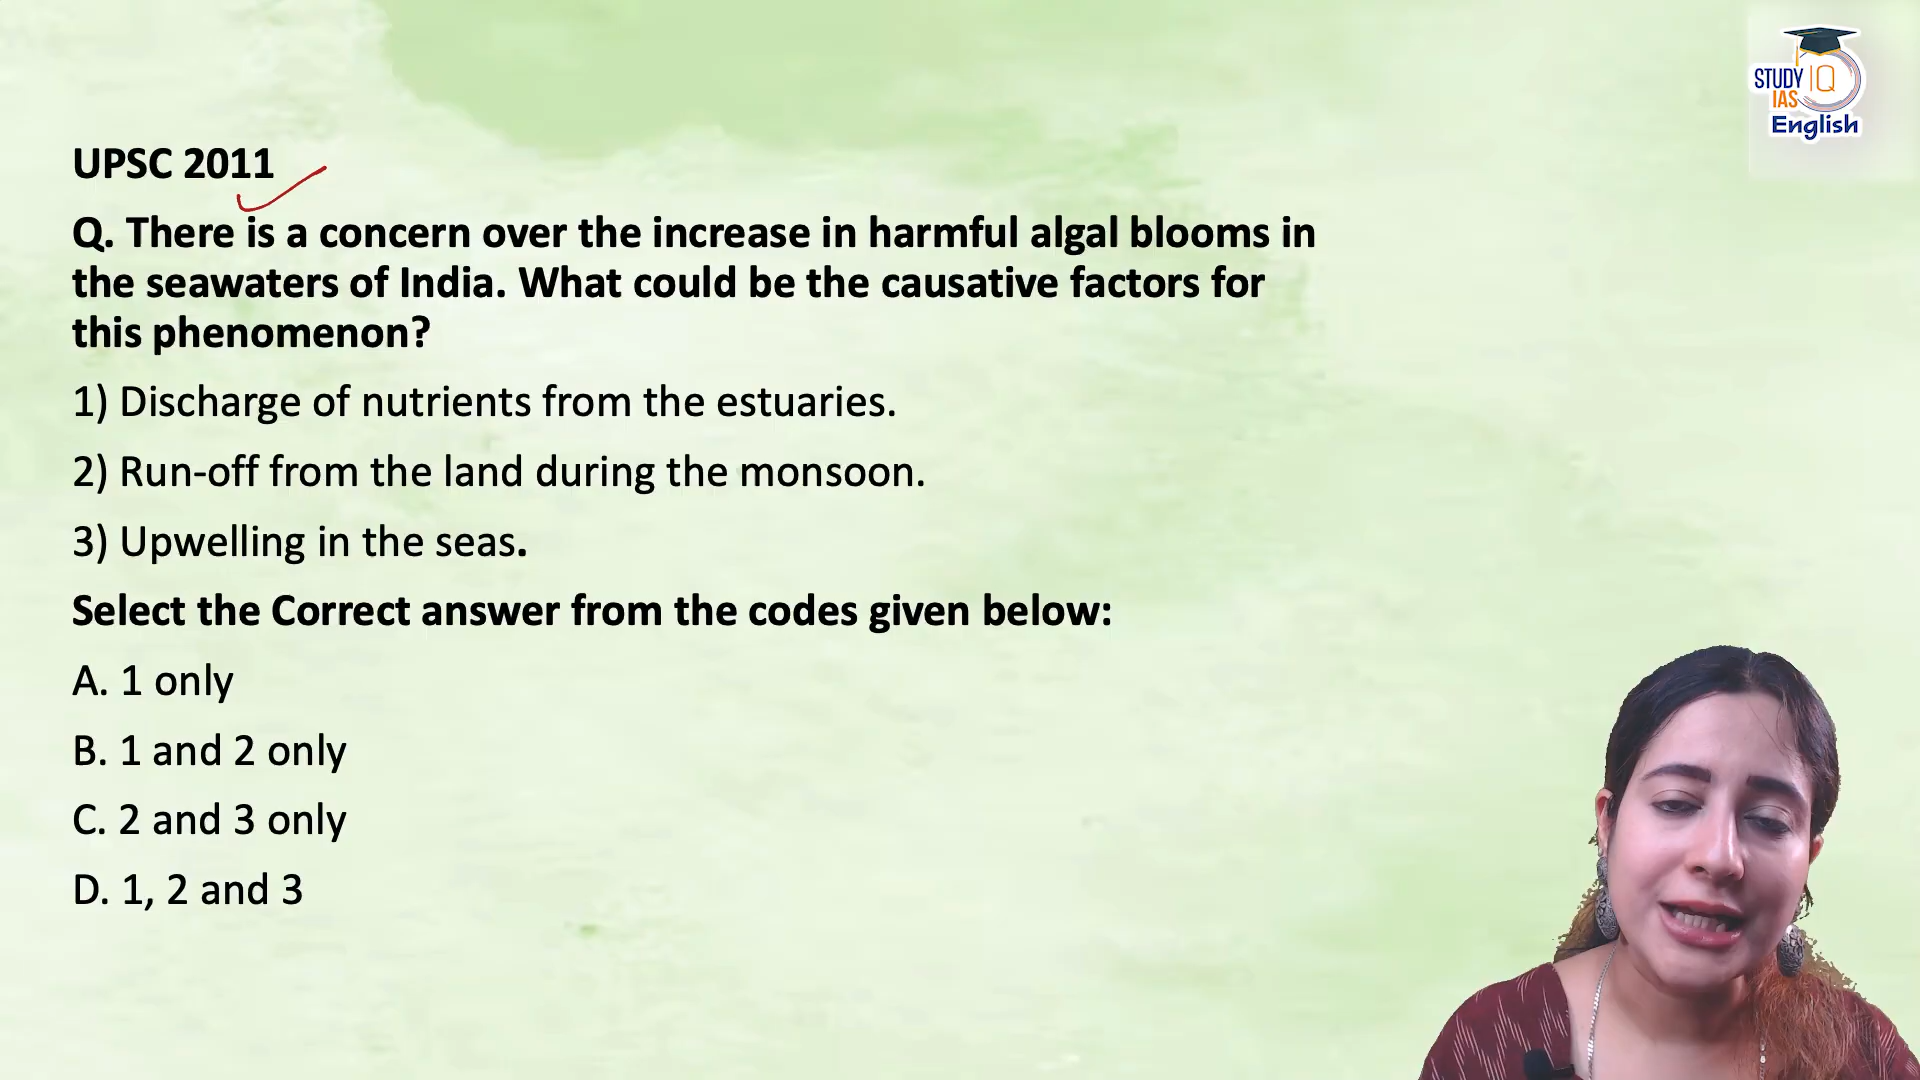 STUDY IQ
IAS
English
UPSC 2011
Q. There is a concern over the increase in harmful algal blooms in
the seawaters of India. What could be the causative factors for
this phenomenon?
1) Discharge of nutrients from the estuaries.
2) Run-off from the land during the monsoon.
3) Upwelling in the seas.
Select the Correct answer from the codes given below:
A. 1 only
B. 1 and 2 only
C. 2 and 3 only
D. 1, 2 and 3